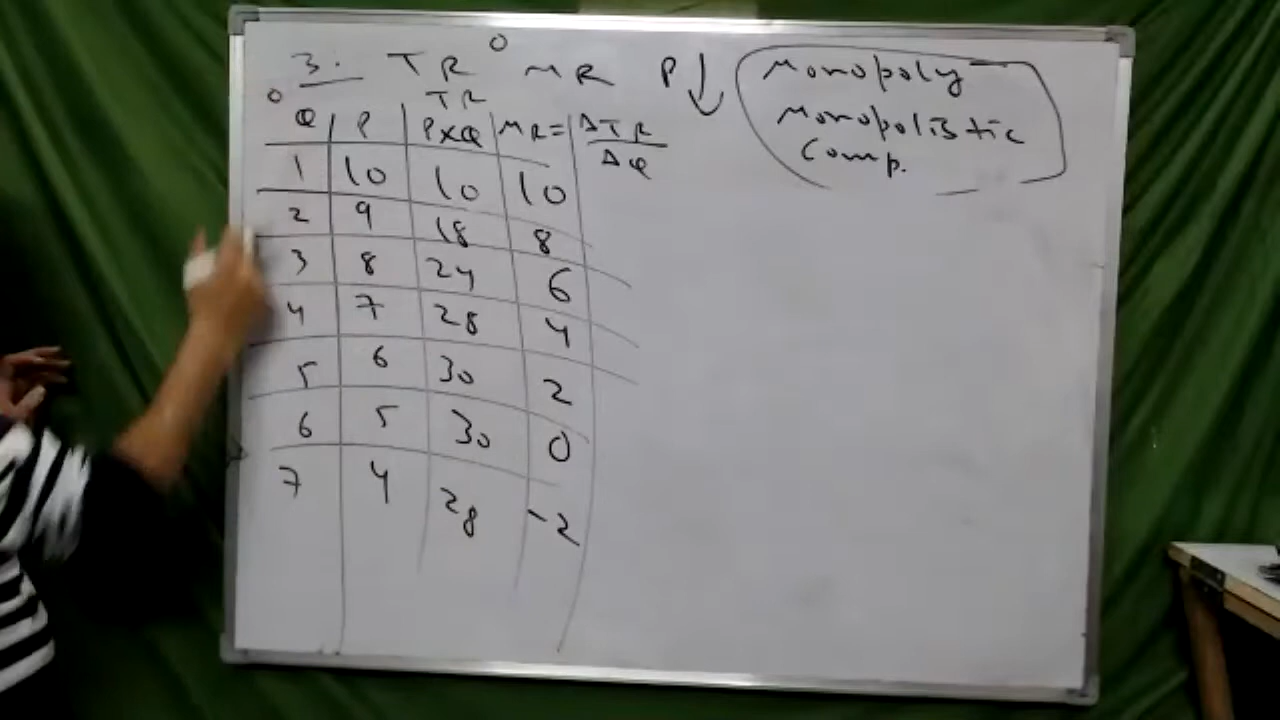 3. TR MR P↓
Monopoly
Monopolistic
Comp.
TR
Q P PxQ MR= ΔTR
ΔQ
1 10 10 10
2 9 18 8
3 8 24 6
4 7 28 4
5 6 30 2
6 5 30 0
7 4 28 -2